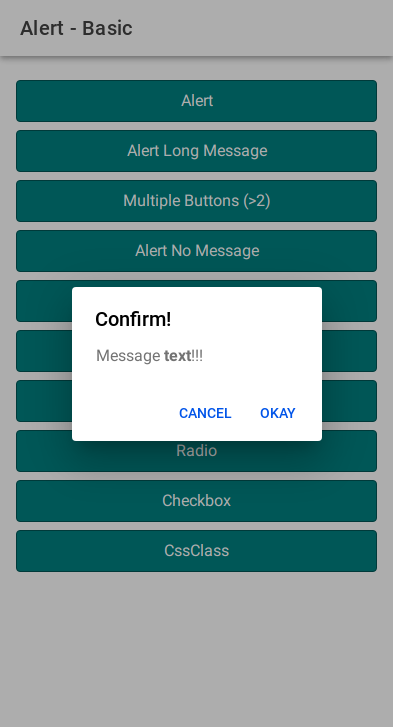 Alert - Basic
Alert
Alert Long Message
Multiple Buttons (>2)
Alert No Message
Confirm!
Message text!!!
CANCEL OKAY
Radio
Checkbox
CssClass